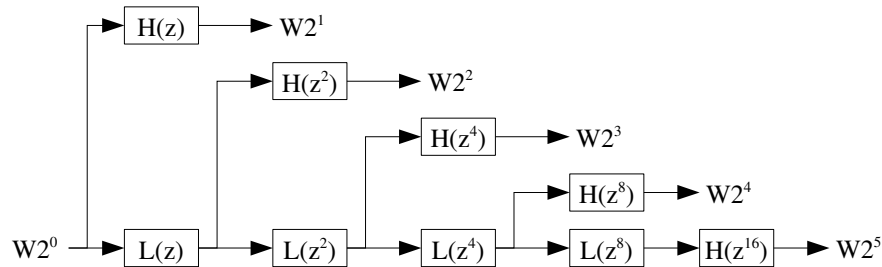 H(z) W2¹
H(z²) W2²
H(z⁴) W2³
H(z⁸) W2⁴
W2⁰ L(z) L(z²) L(z⁴) L(z⁸) H(z¹⁶) W2⁵